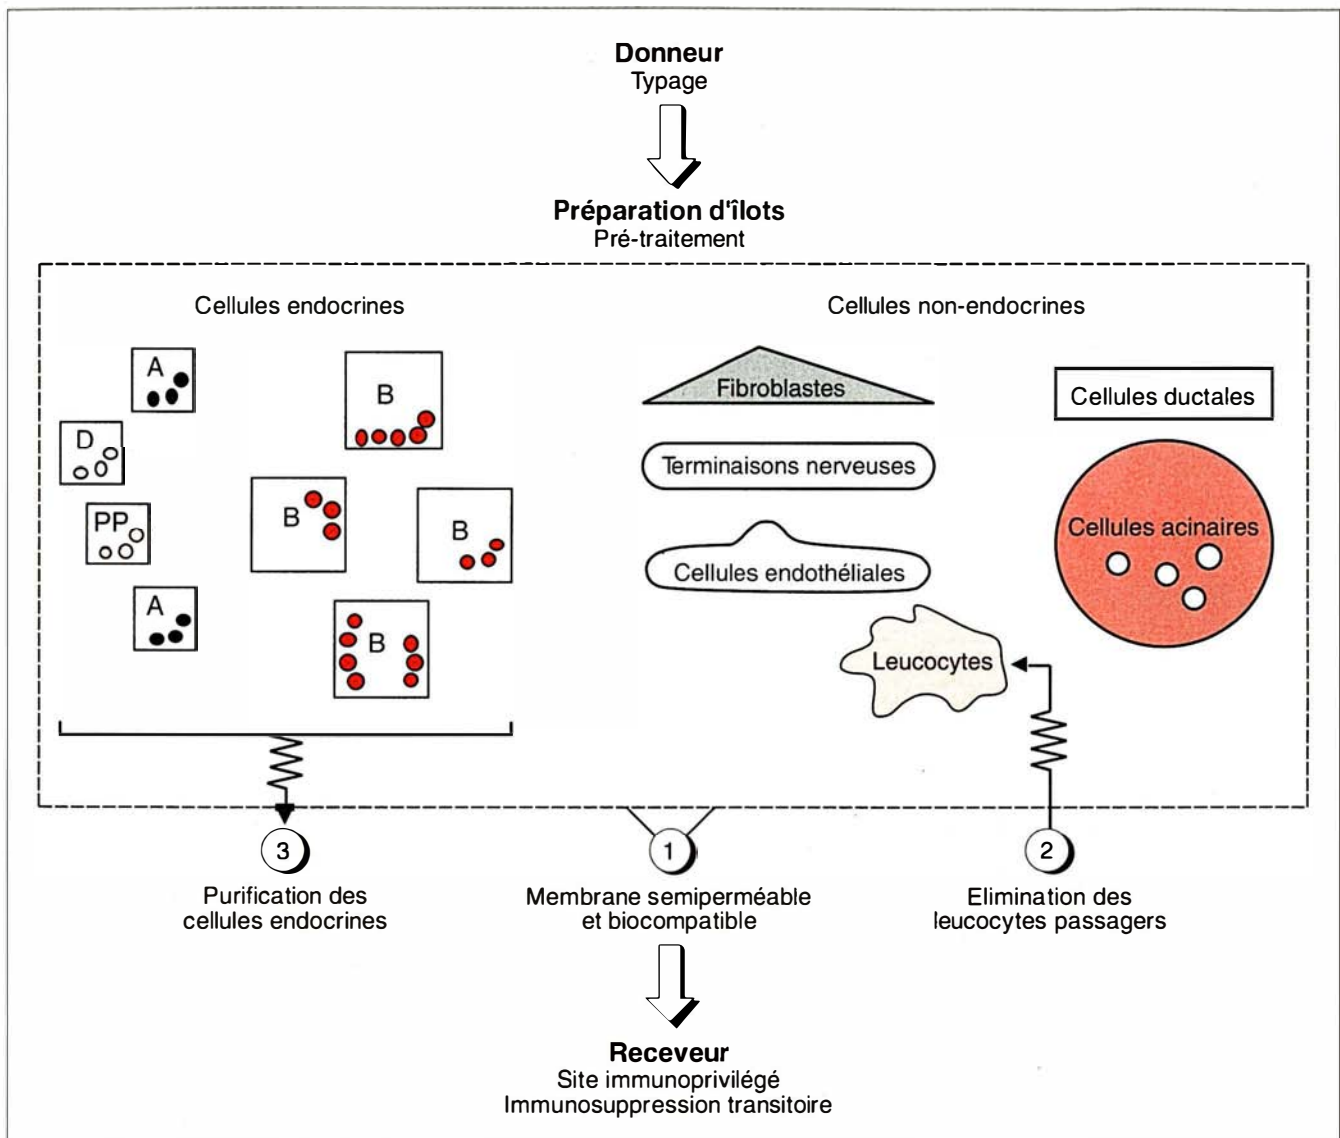 Donneur
Typage
Préparation d'îlots
Pré-traitement
Cellules endocrines
Cellules non-endocrines
A
B
D
PP
B
B
A
B
Fibroblastes
Terminaisons nerveuses
Cellules endothéliales
Leucocytes
Cellules ductales
Cellules acinaires
3
Purification des
cellules endocrines
1
Membrane semiperméable
et biocompatible
2
Elimination des
leucocytes passagers
Receveur
Site immunoprivilégé
Immunosuppression transitoire